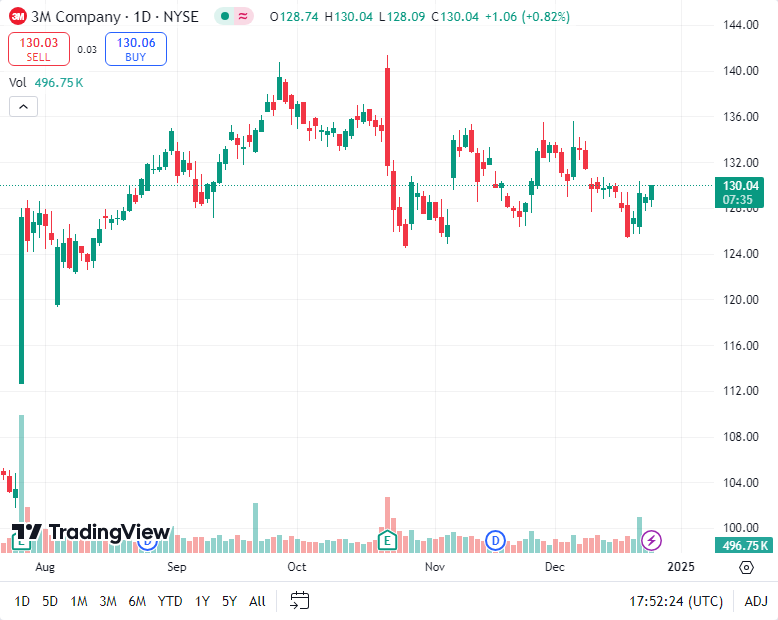 3M 3M Company · 1D · NYSE ≈ O128.74 H130.04 L128.09 C130.04 +1.06 (+0.82%)
130.03 0.03 130.06
SELL BUY
Vol 496.75 K
144.00
140.00
136.00
132.00
130.04
07:35
128.00
124.00
120.00
116.00
112.00
108.00
104.00
100.00
TradingView
E D E D
496.75 K
Aug Sep Oct Nov Dec 2025
1D 5D 1M 3M 6M YTD 1Y 5Y All 17:52:24 (UTC) ADJ